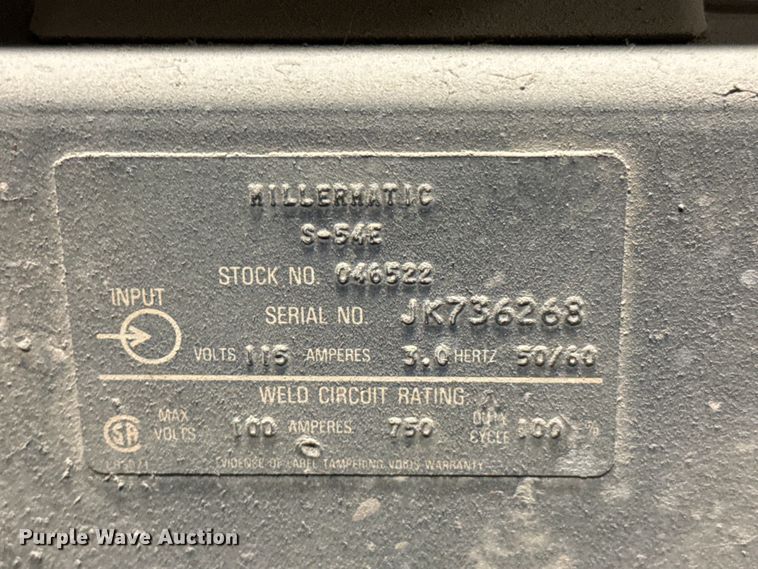 MILLERMATIC
S-54E
STOCK NO. 046522
INPUT
SERIAL NO. JK736268
VOLTS 115 AMPERES 3.0 HERTZ 50/60
WELD CIRCUIT RATING
MAX VOLTS 100 AMPERES 750 DUTY CYCLE 100 %
EVIDENCE OF LABEL TAMPERING VOIDS WARRANTY
Purple Wave Auction